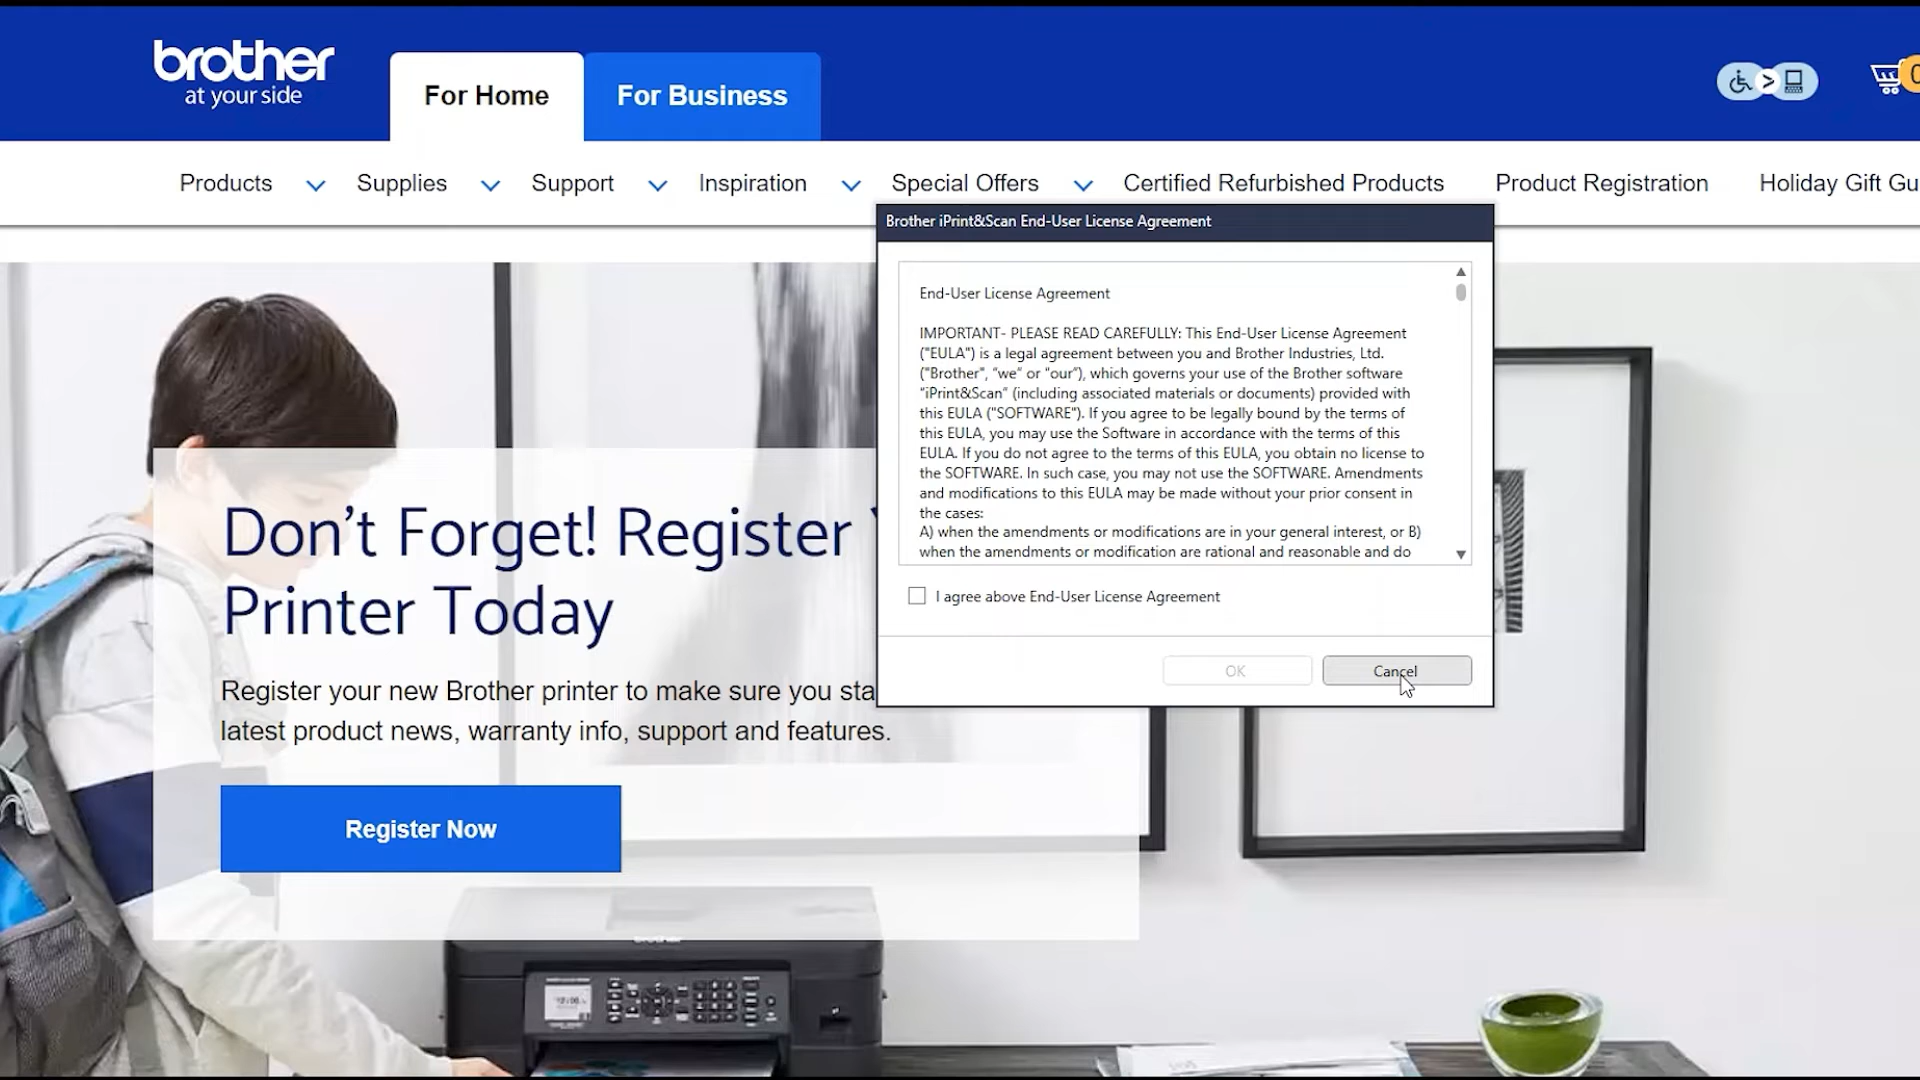 brother
at your side
For Home
For Business
Products
Supplies
Support
Inspiration
Special Offers
Certified Refurbished Products
Product Registration
Holiday Gift Gu
Brother iPrint&Scan End-User License Agreement
End-User License Agreement
IMPORTANT- PLEASE READ CAREFULLY: This End-User License Agreement
("EULA") is a legal agreement between you and Brother Industries, Ltd.
("Brother", “we” or “our”), which governs your use of the Brother software
“iPrint&Scan” (including associated materials or documents) provided with
this EULA ("SOFTWARE"). If you agree to be legally bound by the terms of
this EULA, you may use the Software in accordance with the terms of this
EULA. If you do not agree to the terms of this EULA, you obtain no license to
the SOFTWARE. In such case, you may not use the SOFTWARE. Amendments
and modifications to this EULA may be made without your prior consent in
the cases:
A) when the amendments or modifications are in your general interest, or B)
when the amendments or modification are rational and reasonable and do
I agree above End-User License Agreement
OK
Cancel
Don’t Forget! Register
Printer Today
Register your new Brother printer to make sure you sta
latest product news, warranty info, support and features.
Register Now
brother